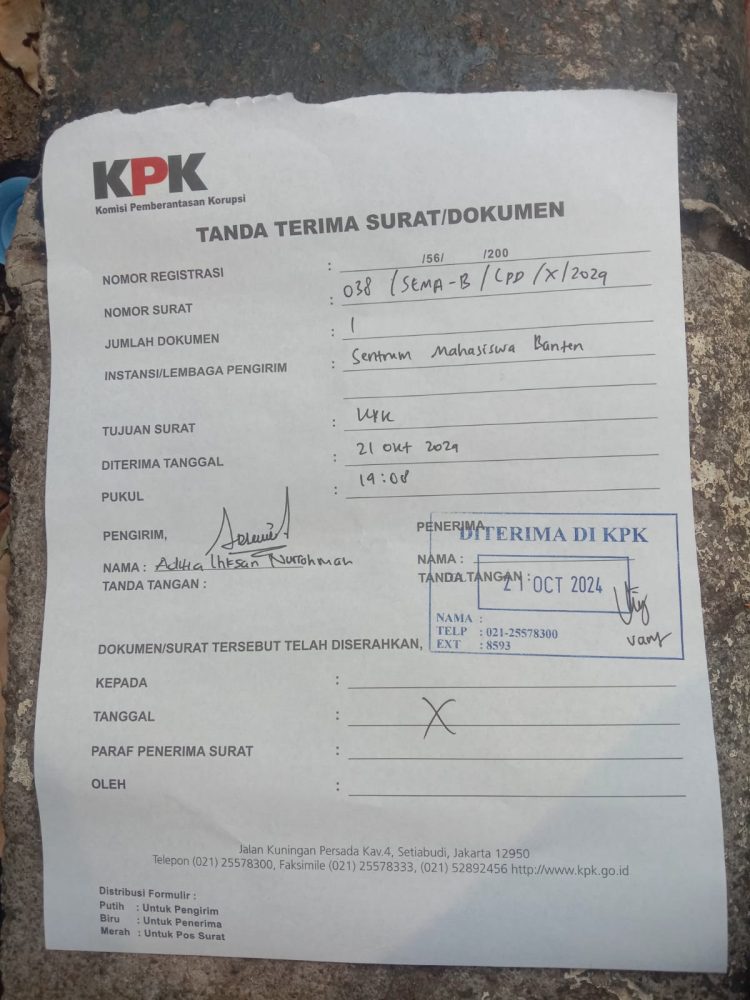 KPK
Komisi Pemberantasan Korupsi
TANDA TERIMA SURAT/DOKUMEN
NOMOR REGISTRASI : /56/ /200
NOMOR SURAT : 038 /SEMA-B/LPD/X/2024
JUMLAH DOKUMEN : 1
INSTANSI/LEMBAGA PENGIRIM : Sentrum Mahasiswa Banten
TUJUAN SURAT : KPK
DITERIMA TANGGAL : 21 Okt 2024
PUKUL : 14:08
PENGIRIM, PENERIMA,
DITERIMA DI KPK
NAMA : Aditia Ihksan Nurrohman NAMA :
TANDA TANGAN : TANDA TANGAN :
TGL. 21 OCT 2024
NAMA :
TELP : 021-25578300
EXT : 8593
DOKUMEN/SURAT TERSEBUT TELAH DISERAHKAN,
KEPADA :
TANGGAL : X
PARAF PENERIMA SURAT :
OLEH :
Jalan Kuningan Persada Kav.4, Setiabudi, Jakarta 12950
Telepon (021) 25578300, Faksimile (021) 25578333, (021) 52892456 http://www.kpk.go.id
Distribusi Formulir :
Putih : Untuk Pengirim
Biru : Untuk Penerima
Merah : Untuk Pos Surat